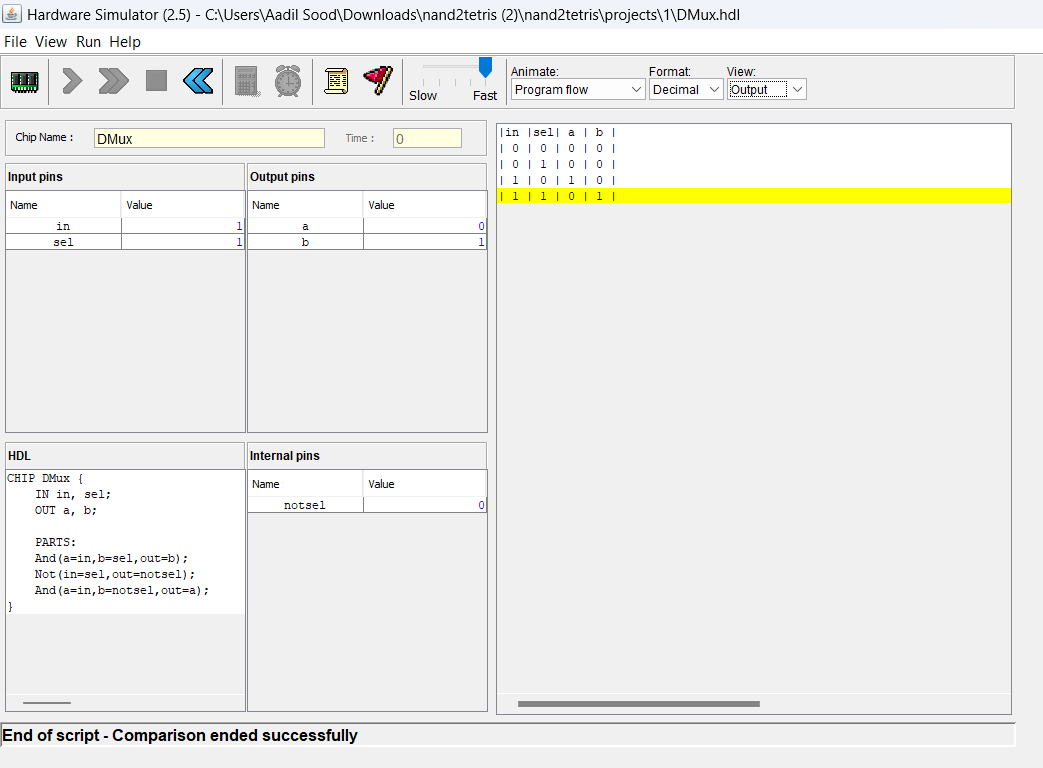 Hardware Simulator (2.5) - C:\Users\Aadil Sood\Downloads\nand2tetris (2)\nand2tetris\projects\1\DMux.hdl
File View Run Help
Slow Fast
Animate: Format: View:
Program flow Decimal Output
Chip Name : DMux Time : 0
Input pins
Name Value
in 1
sel 1
Output pins
Name Value
a 0
b 1
|in |sel| a | b |
| 0 | 0 | 0 | 0 |
| 0 | 1 | 0 | 0 |
| 1 | 0 | 1 | 0 |
| 1 | 1 | 0 | 1 |
HDL
CHIP DMux {
    IN in, sel;
    OUT a, b;
    PARTS:
    And(a=in,b=sel,out=b);
    Not(in=sel,out=notsel);
    And(a=in,b=notsel,out=a);
}
Internal pins
Name Value
notsel 0
End of script - Comparison ended successfully